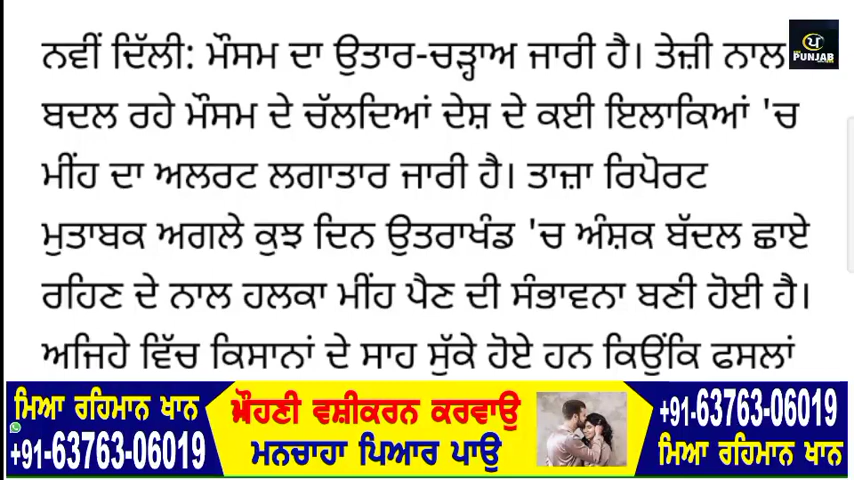 ਨਵੀਂ ਦਿੱਲੀ: ਮੌਸਮ ਦਾ ਉਤਾਰ-ਚੜ੍ਹਾਅ ਜਾਰੀ ਹੈ। ਤੇਜ਼ੀ ਨਾਲ
ਪ
PUNJAB
ਬਦਲ ਰਹੇ ਮੌਸਮ ਦੇ ਚੱਲਦਿਆਂ ਦੇਸ਼ ਦੇ ਕਈ ਇਲਾਕਿਆਂ 'ਚ
ਮੀਂਹ ਦਾ ਅਲਰਟ ਲਗਾਤਾਰ ਜਾਰੀ ਹੈ। ਤਾਜ਼ਾ ਰਿਪੋਰਟ
ਮੁਤਾਬਕ ਅਗਲੇ ਕੁਝ ਦਿਨ ਉਤਰਾਖੰਡ 'ਚ ਅੰਸ਼ਕ ਬੱਦਲ ਛਾਏ
ਰਹਿਣ ਦੇ ਨਾਲ ਹਲਕਾ ਮੀਂਹ ਪੈਣ ਦੀ ਸੰਭਾਵਨਾ ਬਣੀ ਹੋਈ ਹੈ।
ਅਜਿਹੇ ਵਿੱਚ ਕਿਸਾਨਾਂ ਦੇ ਸਾਹ ਸੁੱਕੇ ਹੋਏ ਹਨ ਕਿਉਂਕਿ ਫਸਲਾਂ
ਮਿਆ ਰਹਿਮਾਨ ਖਾਨ
+91-63763-06019
ਮੌਹਣੀ ਵਸ਼ੀਕਰਨ ਕਰਵਾਉ
ਮਨਚਾਹਾ ਪਿਆਰ ਪਾਉ
+91-63763-06019
ਮਿਆ ਰਹਿਮਾਨ ਖਾਨ